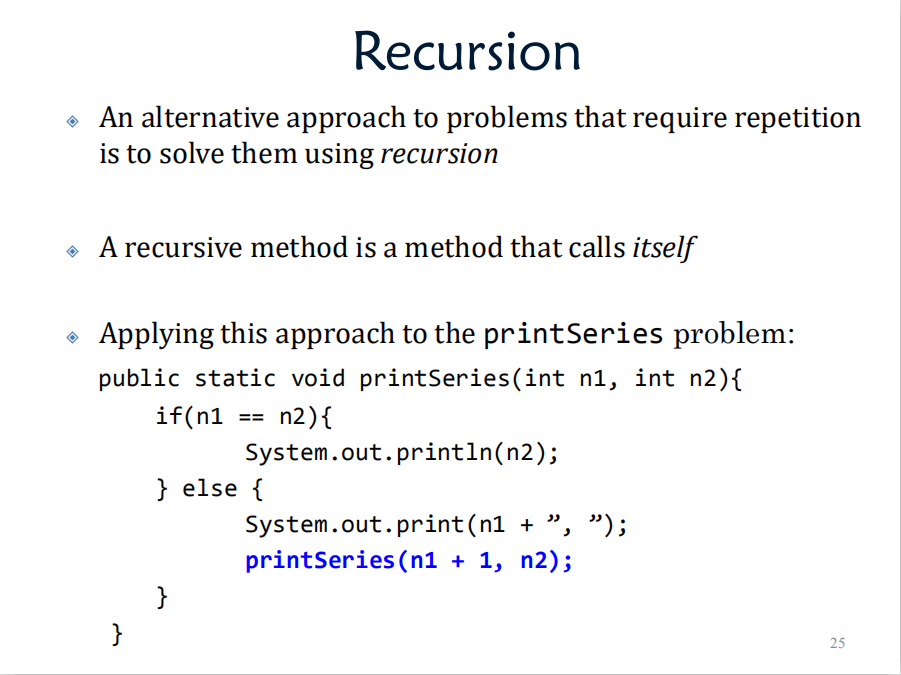 Recursion
An alternative approach to problems that require repetition
is to solve them using recursion
A recursive method is a method that calls itself
Applying this approach to the printSeries problem:
public static void printSeries(int n1, int n2){
if(n1 == n2){
System.out.println(n2);
} else {
System.out.print(n1 + ”, ”);
printSeries(n1 + 1, n2);
}
}
25